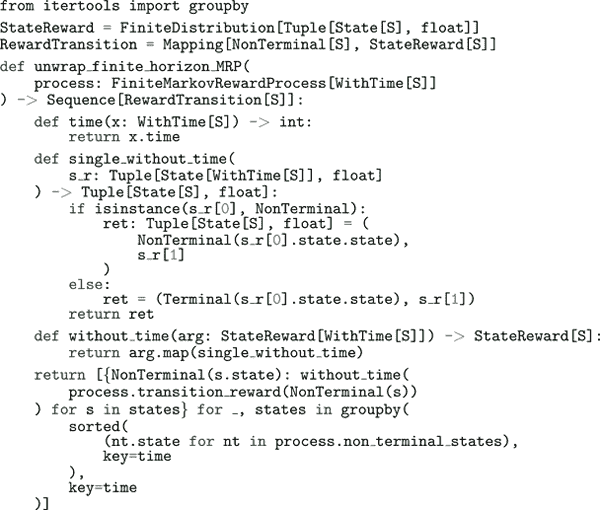 from itertools import groupby
StateReward = FiniteDistribution[Tuple[State[S], float]]
RewardTransition = Mapping[NonTerminal[S], StateReward[S]]
def unwrap_finite_horizon_MRP(
    process: FiniteMarkovRewardProcess[WithTime[S]]
) -> Sequence[RewardTransition[S]]:
    def time(x: WithTime[S]) -> int:
        return x.time
    def single_without_time(
        s_r: Tuple[State[WithTime[S]], float]
    ) -> Tuple[State[S], float]:
        if isinstance(s_r[0], NonTerminal):
            ret: Tuple[State[S], float] = (
                NonTerminal(s_r[0].state.state),
                s_r[1]
            )
        else:
            ret = (Terminal(s_r[0].state.state), s_r[1])
        return ret
    def without_time(arg: StateReward[WithTime[S]]) -> StateReward[S]:
        return arg.map(single_without_time)
    return [{NonTerminal(s.state): without_time(
        process.transition_reward(NonTerminal(s))
    ) for s in states} for _, states in groupby(
        sorted(
            (nt.state for nt in process.non_terminal_states),
            key=time
        ),
        key=time
    )]